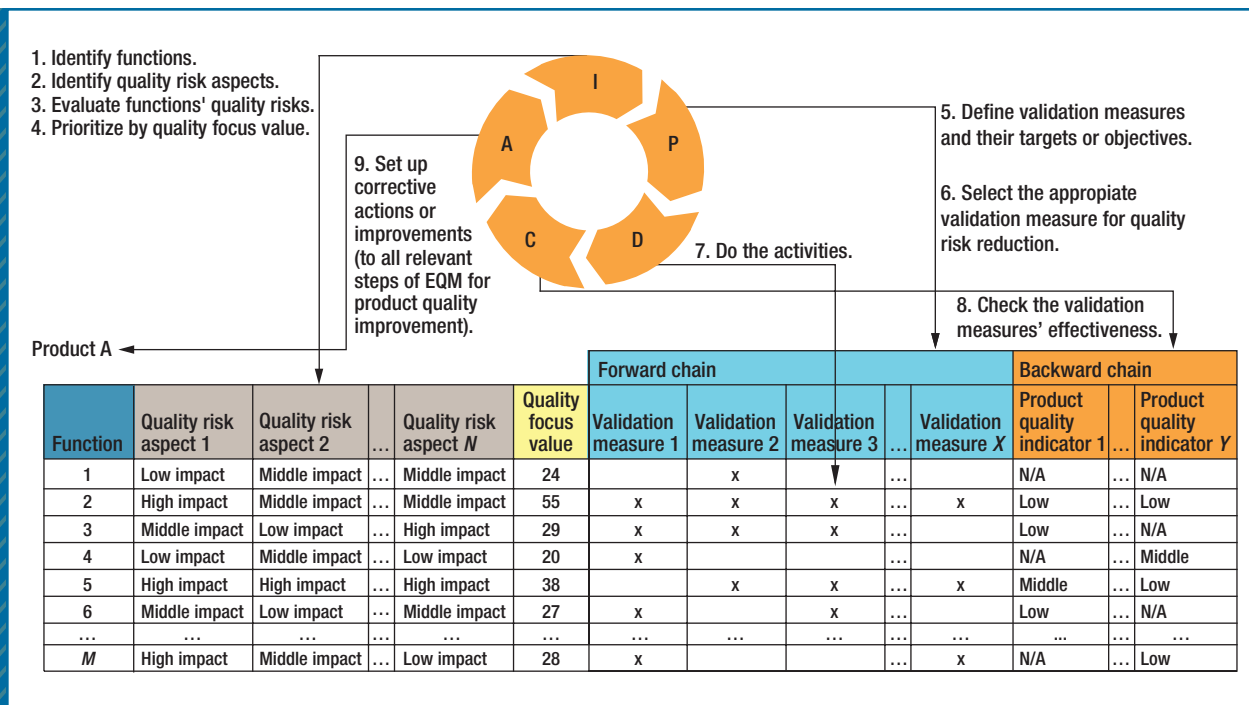 1. Identify functions.
2. Identify quality risk aspects.
3. Evaluate functions' quality risks.
4. Prioritize by quality focus value.
I
P
D
C
A
5. Define validation measures
and their targets or objectives.
6. Select the appropiate
validation measure for quality
risk reduction.
7. Do the activities.
8. Check the validation
measures’ effectiveness.
9. Set up
corrective
actions or
improvements
(to all relevant
steps of EQM for
product quality
improvement).
Product A
Forward chain Backward chain
Function Quality risk aspect 1 Quality risk aspect 2 ... Quality risk aspect N Quality focus value Validation measure 1 Validation measure 2 Validation measure 3 ... Validation measure X Product quality indicator 1 ... Product quality indicator Y
1 Low impact Middle impact ... Middle impact 24 x ... N/A ... N/A
2 High impact Middle impact ... Middle impact 55 x x x ... x Low ... Low
3 Middle impact Low impact ... High impact 29 x x x ... Low ... N/A
4 Low impact Middle impact ... Low impact 20 x ... N/A ... Middle
5 High impact High impact ... High impact 38 x x ... x Middle ... Low
6 Middle impact Low impact ... Middle impact 27 x x ... Low ... N/A
... ... ... ... ... ... ... ... ... ... ... ... ... ...
M High impact Middle impact ... Low impact 28 x ... x N/A ... Low